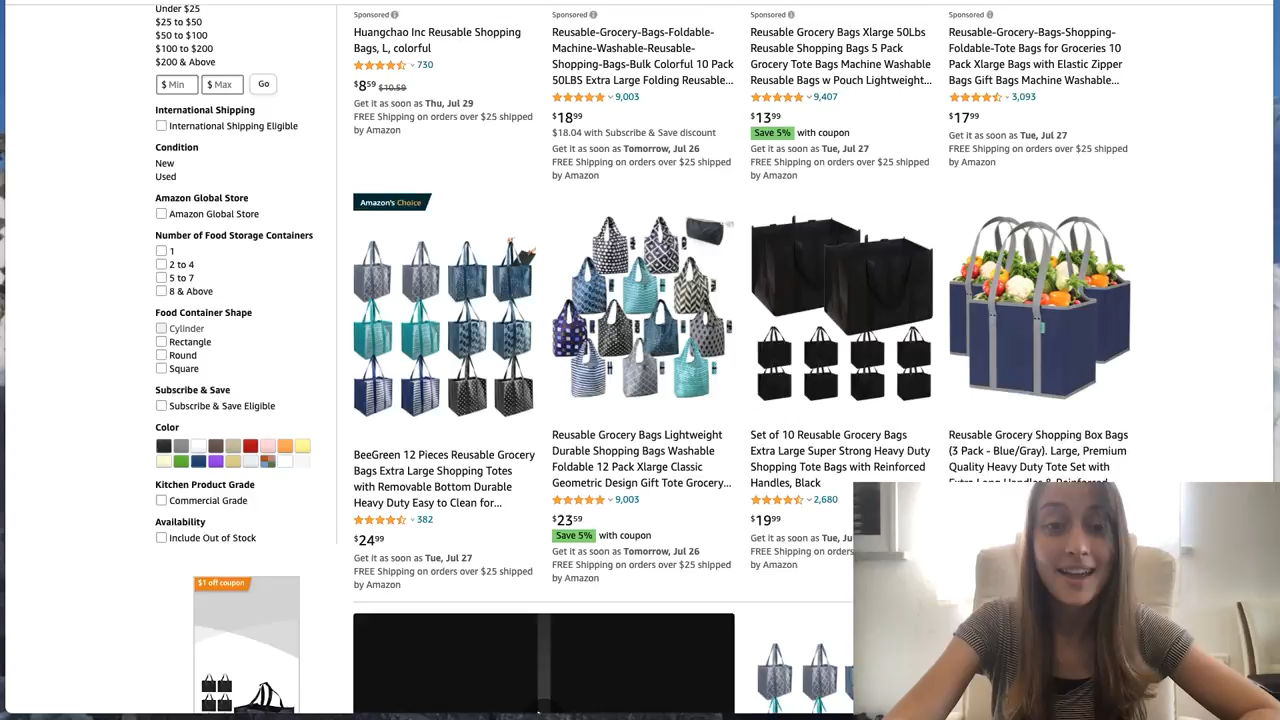 Under $25
$25 to $50
$50 to $100
$100 to $200
$200 & Above
$ Min
$ Max
Go
International Shipping
International Shipping Eligible
Condition
New
Used
Amazon Global Store
Amazon Global Store
Number of Food Storage Containers
1
2 to 4
5 to 7
8 & Above
Food Container Shape
Cylinder
Rectangle
Round
Square
Subscribe & Save
Subscribe & Save Eligible
Color
Kitchen Product Grade
Commercial Grade
Availability
Include Out of Stock
$1 off coupon
Sponsored
Huangchao Inc Reusable Shopping
Bags, L, colorful
730
$8.59 $10.59
Get it as soon as Thu, Jul 29
FREE Shipping on orders over $25 shipped
by Amazon
Sponsored
Reusable-Grocery-Bags-Foldable-
Machine-Washable-Reusable-
Shopping-Bags-Bulk Colorful 10 Pack
50LBS Extra Large Folding Reusable...
9,003
$18.99
$18.04 with Subscribe & Save discount
Get it as soon as Tomorrow, Jul 26
FREE Shipping on orders over $25 shipped
by Amazon
Sponsored
Reusable Grocery Bags Xlarge 50Lbs
Reusable Shopping Bags 5 Pack
Grocery Tote Bags Machine Washable
Reusable Bags w Pouch Lightweight...
9,407
$13.99
Save 5% with coupon
Get it as soon as Tue, Jul 27
FREE Shipping on orders over $25 shipped
by Amazon
Sponsored
Reusable-Grocery-Bags-Shopping-
Foldable-Tote Bags for Groceries 10
Pack Xlarge Bags with Elastic Zipper
Bags Gift Bags Machine Washable...
3,093
$17.99
Get it as soon as Tue, Jul 27
FREE Shipping on orders over $25 shipped
by Amazon
Amazon's Choice
BeeGreen 12 Pieces Reusable Grocery
Bags Extra Large Shopping Totes
with Removable Bottom Durable
Heavy Duty Easy to Clean for...
382
$24.99
Get it as soon as Tue, Jul 27
FREE Shipping on orders over $25 shipped
by Amazon
Reusable Grocery Bags Lightweight
Durable Shopping Bags Washable
Foldable 12 Pack Xlarge Classic
Geometric Design Gift Tote Grocery...
9,003
$23.59
Save 5% with coupon
Get it as soon as Tomorrow, Jul 26
FREE Shipping on orders over $25 shipped
by Amazon
Set of 10 Reusable Grocery Bags
Extra Large Super Strong Heavy Duty
Shopping Tote Bags with Reinforced
Handles, Black
2,680
$19.99
Get it as soon as Tue, Ju
FREE Shipping on orders
by Amazon
Reusable Grocery Shopping Box Bags
(3 Pack - Blue/Gray). Large, Premium
Quality Heavy Duty Tote Set with
Extra Long Handles & Reinforced